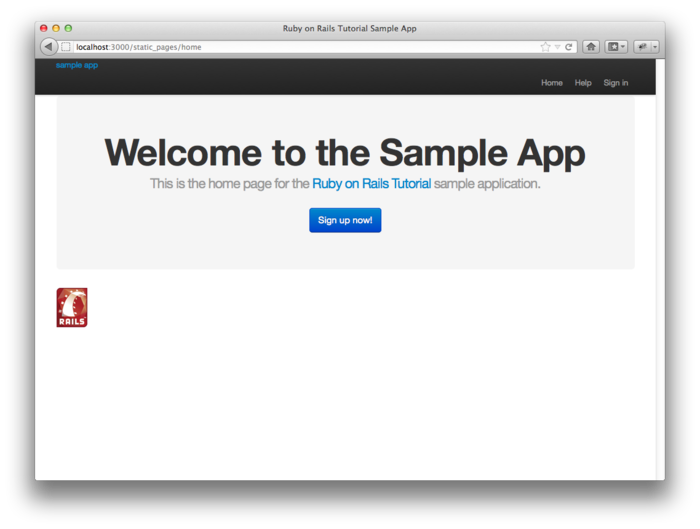 Ruby on Rails Tutorial Sample App
localhost:3000/static_pages/home
sample app
Home Help Sign in
Welcome to the Sample App
This is the home page for the Ruby on Rails Tutorial sample application.
Sign up now!
RAILS